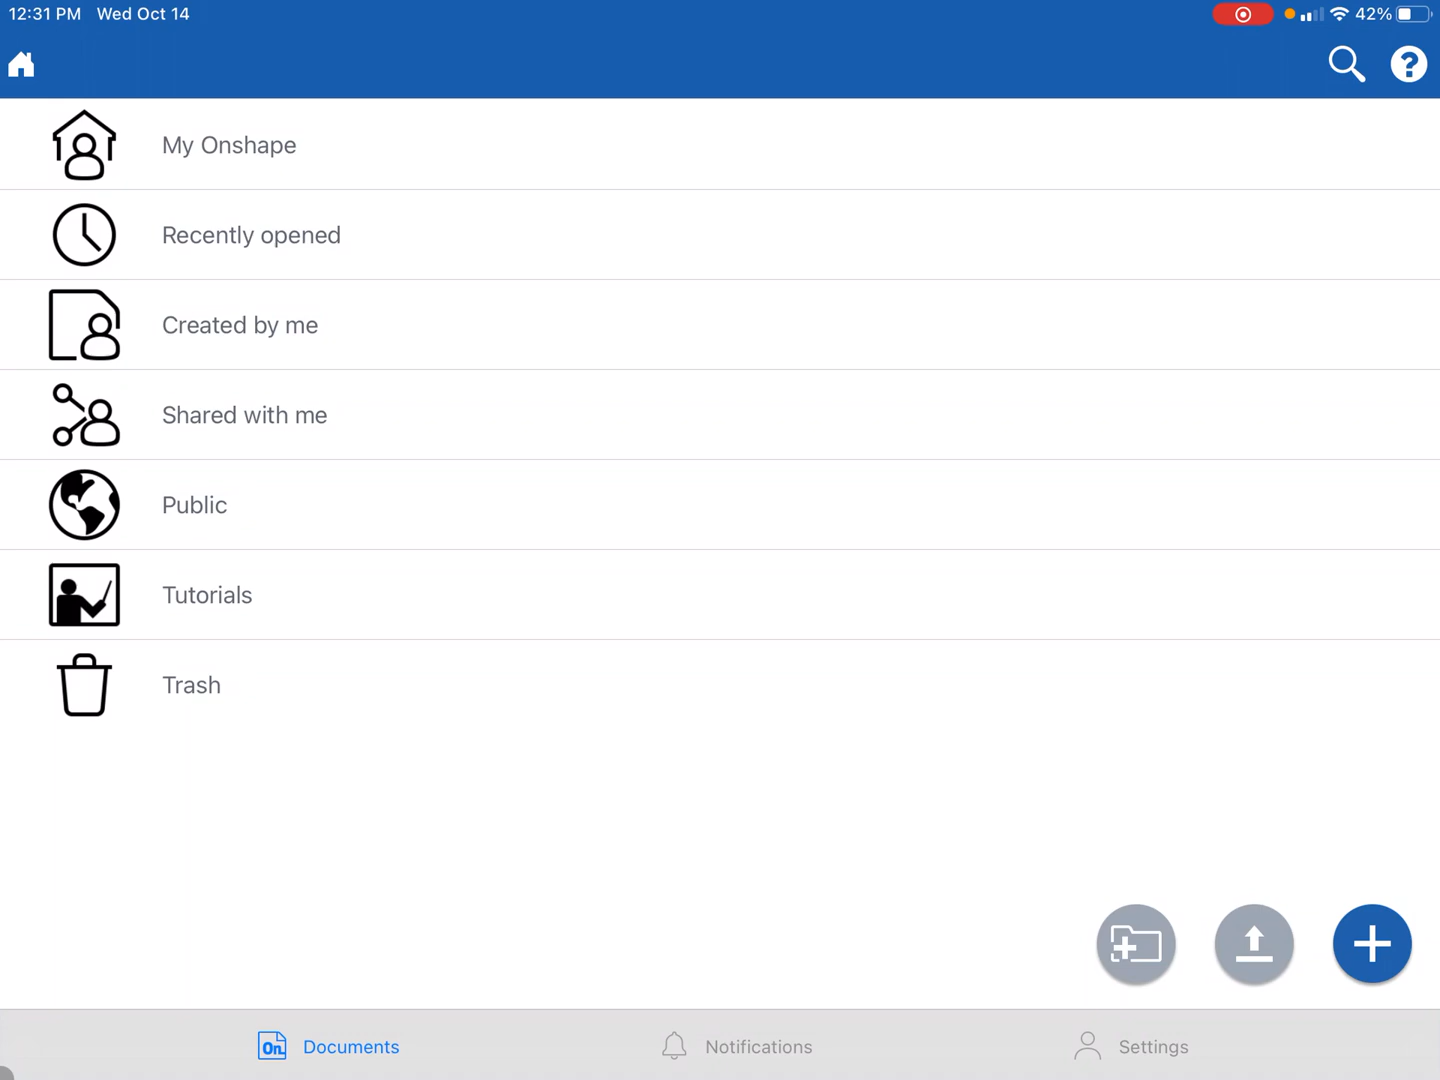 12:31 PM Wed Oct 14
42%
My Onshape
Recently opened
Created by me
Shared with me
Public
Tutorials
Trash
On Documents
Notifications
Settings